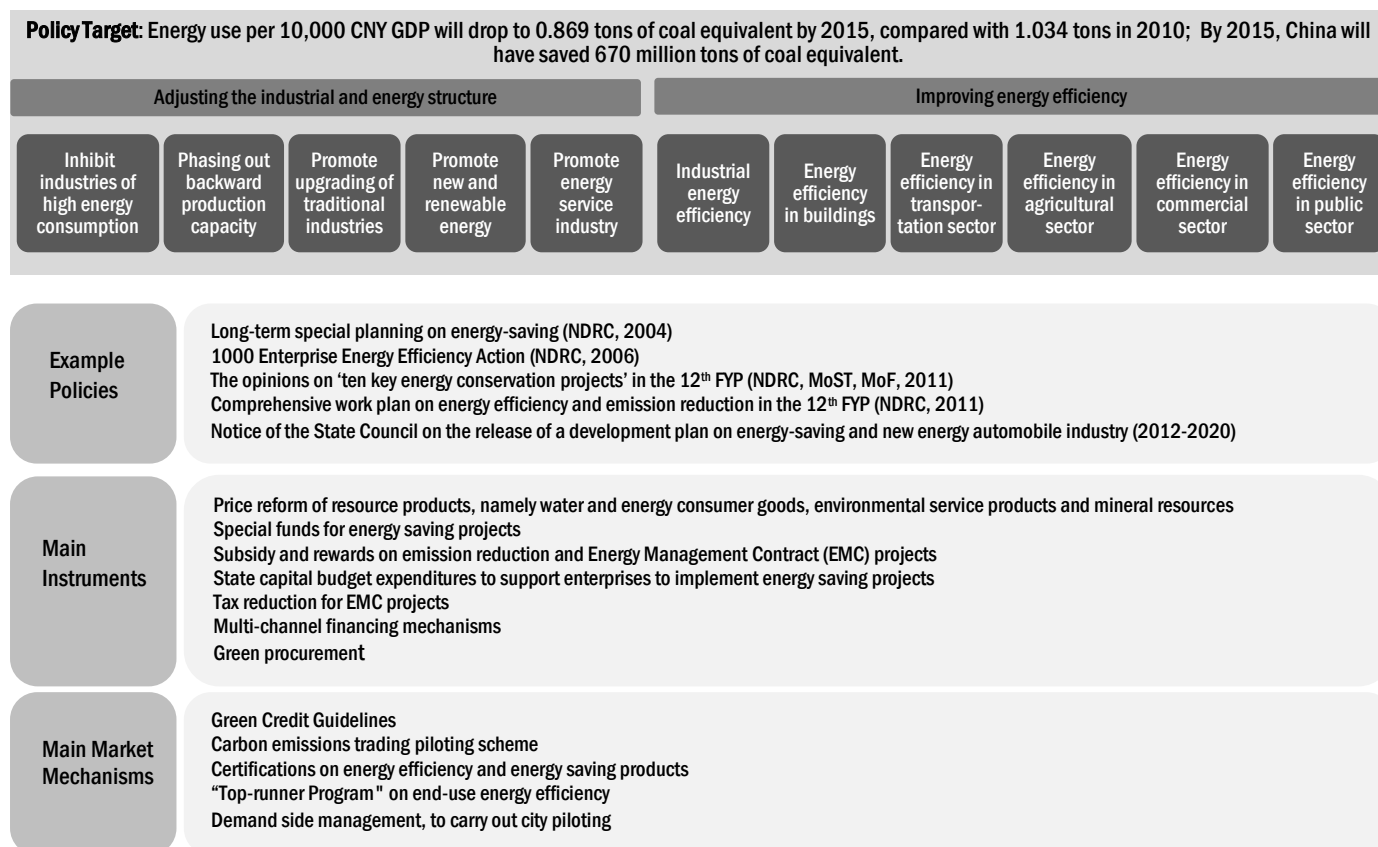 Policy Target: Energy use per 10,000 CNY GDP will drop to 0.869 tons of coal equivalent by 2015, compared with 1.034 tons in 2010; By 2015, China will
have saved 670 million tons of coal equivalent.
Adjusting the industrial and energy structure
Improving energy efficiency
Inhibit
industries of
high energy
consumption
Phasing out
backward
production
capacity
Promote
upgrading of
traditional
industries
Promote
new and
renewable
energy
Promote
energy
service
industry
Industrial
energy
efficiency
Energy
efficiency
in buildings
Energy
efficiency in
transpor-
tation sector
Energy
efficiency in
agricultural
sector
Energy
efficiency in
commercial
sector
Energy
efficiency
in public
sector
Example
Policies
Long-term special planning on energy-saving (NDRC, 2004)
1000 Enterprise Energy Efficiency Action (NDRC, 2006)
The opinions on ‘ten key energy conservation projects’ in the 12th FYP (NDRC, MoST, MoF, 2011)
Comprehensive work plan on energy efficiency and emission reduction in the 12th FYP (NDRC, 2011)
Notice of the State Council on the release of a development plan on energy-saving and new energy automobile industry (2012-2020)
Main
Instruments
Price reform of resource products, namely water and energy consumer goods, environmental service products and mineral resources
Special funds for energy saving projects
Subsidy and rewards on emission reduction and Energy Management Contract (EMC) projects
State capital budget expenditures to support enterprises to implement energy saving projects
Tax reduction for EMC projects
Multi-channel financing mechanisms
Green procurement
Main Market
Mechanisms
Green Credit Guidelines
Carbon emissions trading piloting scheme
Certifications on energy efficiency and energy saving products
“Top-runner Program" on end-use energy efficiency
Demand side management, to carry out city piloting